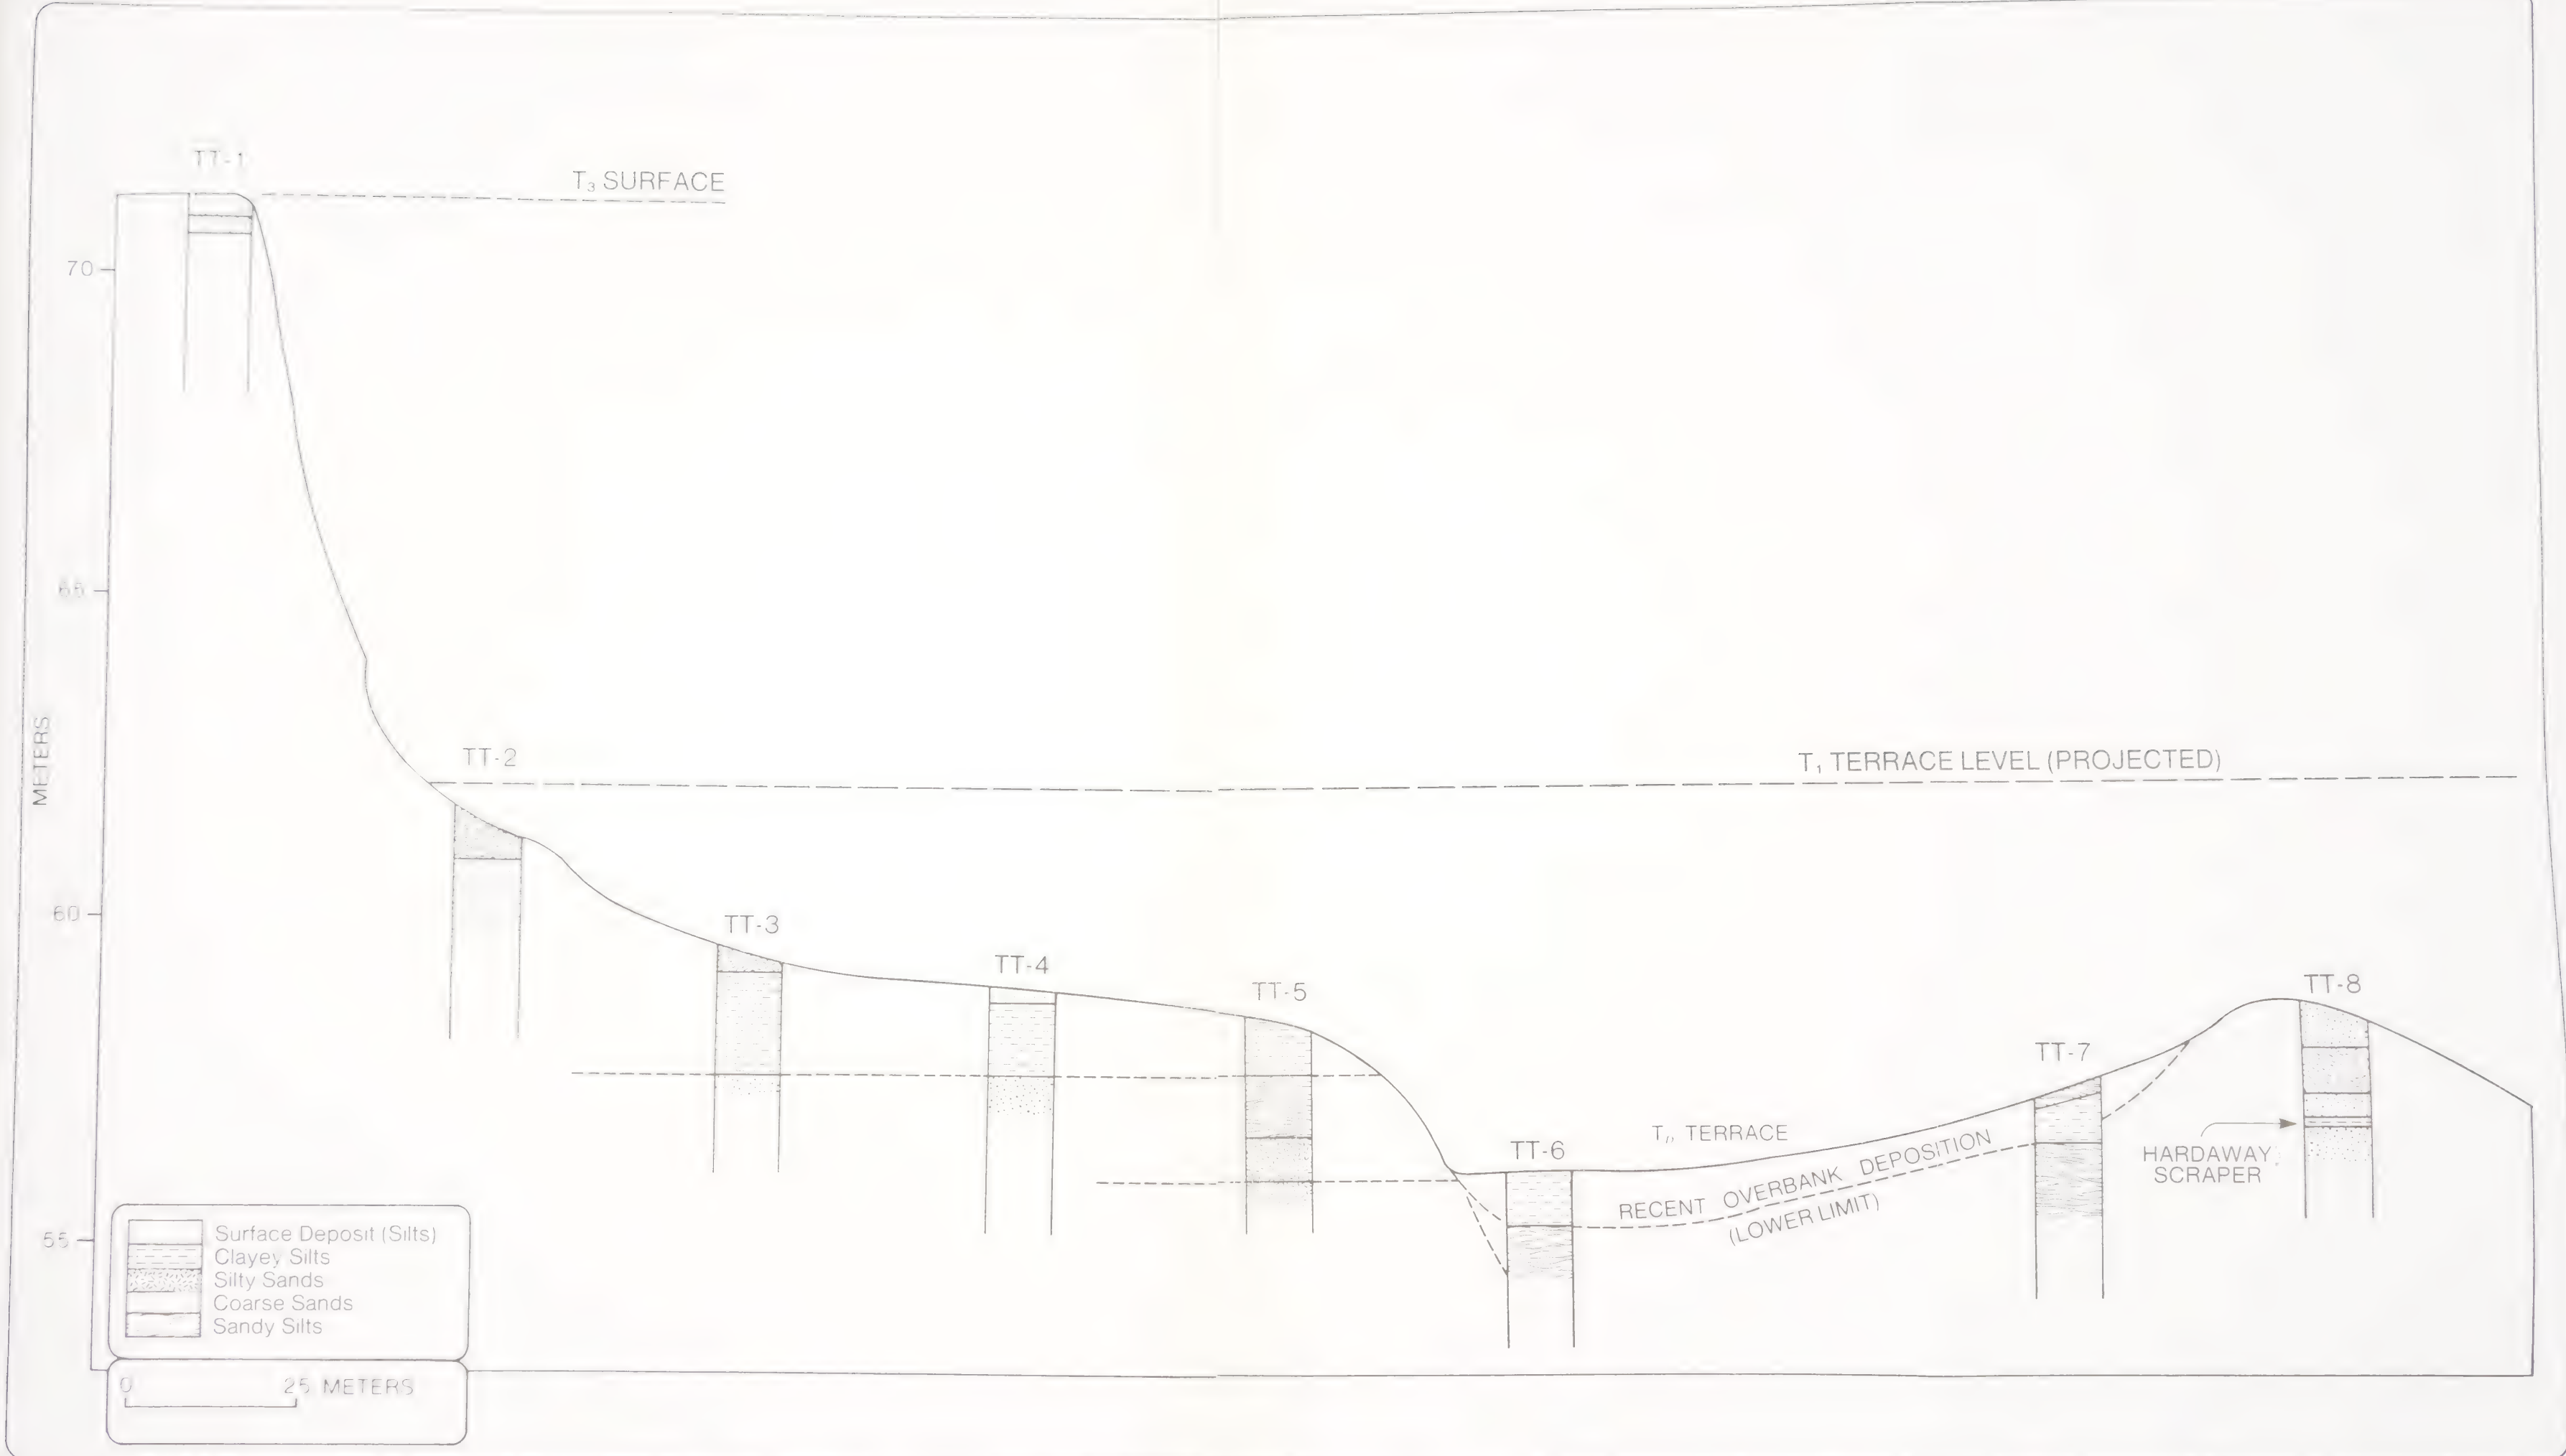 TT-1
T₃ SURFACE
70
65
METERS
TT-2
T₁ TERRACE LEVEL (PROJECTED)
60
TT-3
TT-4
TT-5
TT-8
TT-7
TT-6
TERRACE
RECENT OVERBANK DEPOSITION
(LOWER LIMIT)
HARDAWAY
SCRAPER
55
Surface Deposit (Silts)
Clayey Silts
Silty Sands
Coarse Sands
Sandy Silts
0 25 METERS